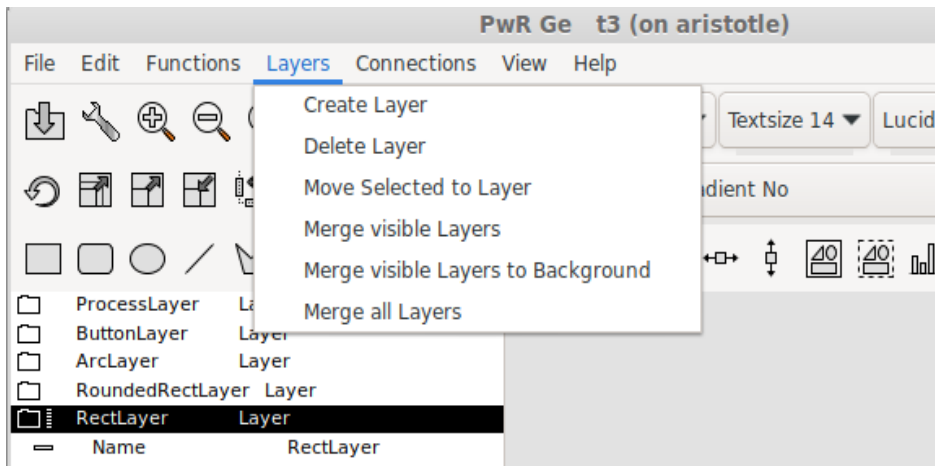 PwR Ge t3 (on aristotle)
File Edit Functions Layers Connections View Help
Create Layer
Delete Layer
Move Selected to Layer
Merge visible Layers
Merge visible Layers to Background
Merge all Layers
Textsize 14
No
ProcessLayer
ButtonLayer Layer
ArcLayer Layer
RoundedRectLayer Layer
RectLayer Layer
Name RectLayer